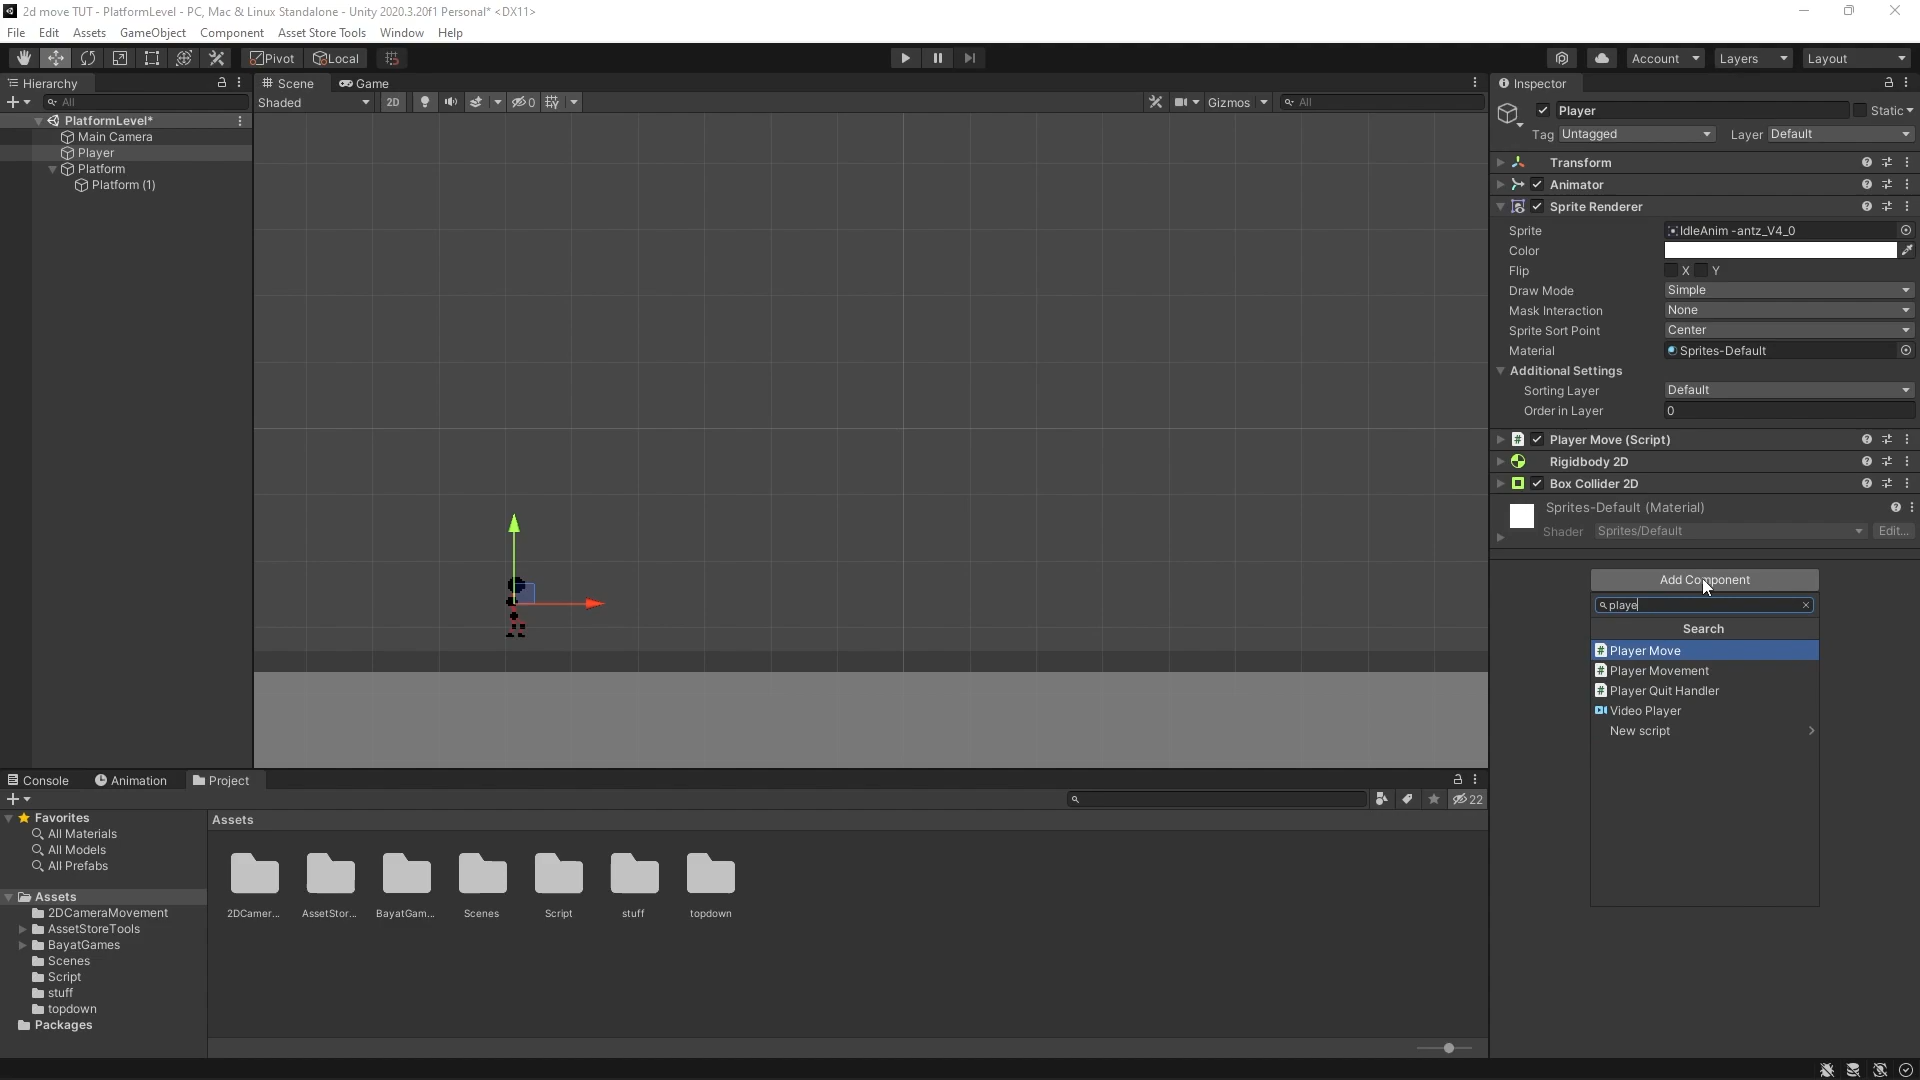 2d move TUT - PlatformLevel - PC, Mac & Linux Standalone - Unity 2020.3.20f1 Personal* <DX11>
File Edit Assets GameObject Component Asset Store Tools Window Help
Pivot Local Account Layers Layout
Hierarchy
All
PlatformLevel*
Main Camera
Player
Platform
Platform (1)
Scene Game
Shaded 2D 0 Gizmos All
Inspector
Player Static
Tag Untagged Layer Default
Transform
Animator
Sprite Renderer
Sprite IdleAnim -antz_V4_0
Color
Flip X Y
Draw Mode Simple
Mask Interaction None
Sprite Sort Point Center
Material Sprites-Default
Additional Settings
Sorting Layer Default
Order in Layer 0
Player Move (Script)
Rigidbody 2D
Box Collider 2D
Sprites-Default (Material)
Shader Sprites/Default Edit...
Add Component
playe
Search
Player Move
Player Movement
Player Quit Handler
Video Player
New script
Console Animation Project
22
Favorites
All Materials
All Models
All Prefabs
Assets
2DCameraMovement
AssetStoreTools
BayatGames
Scenes
Script
stuff
topdown
Packages
Assets
2DCamer... AssetStor... BayatGam... Scenes Script stuff topdown